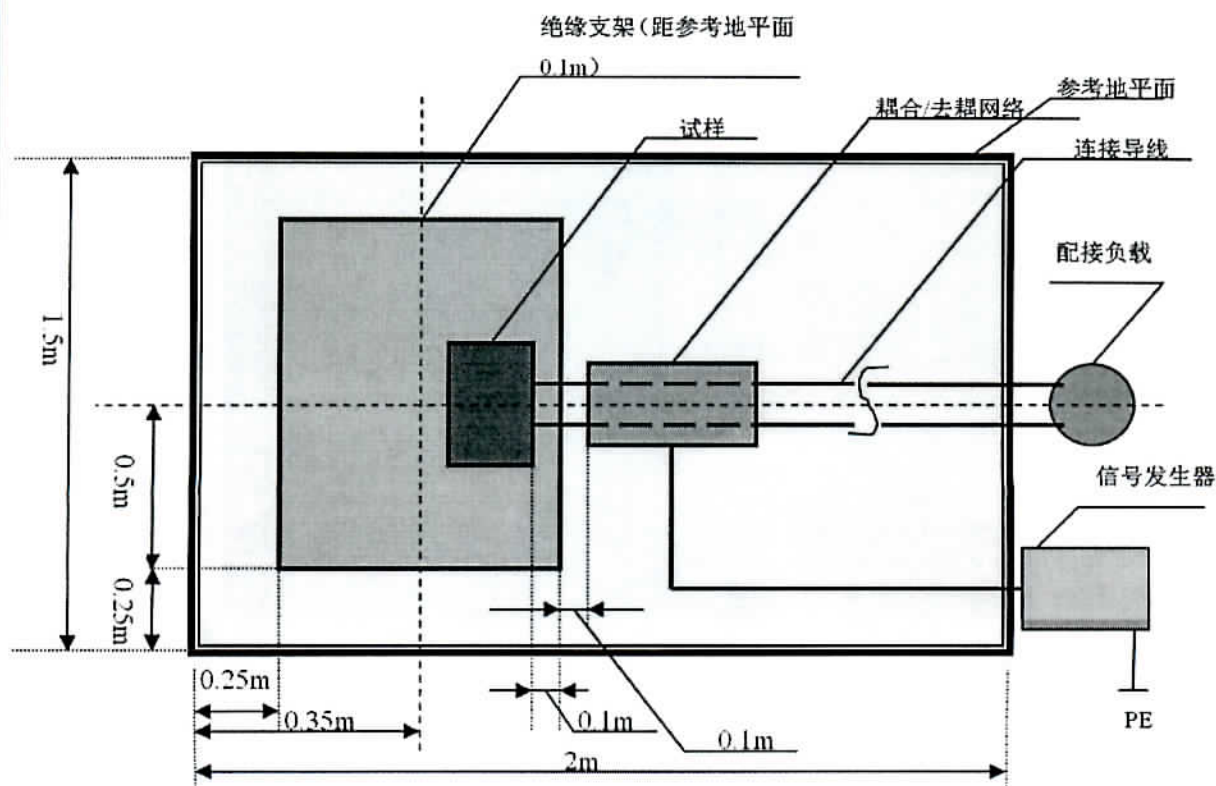 绝缘支架(距参考地平面
0.1m)
参考地平面
耦合/去耦网络
试样
连接导线
配接负载
1.5m
0.5m
信号发生器
0.25m
0.25m
0.35m
0.1m
0.1m
PE
2m